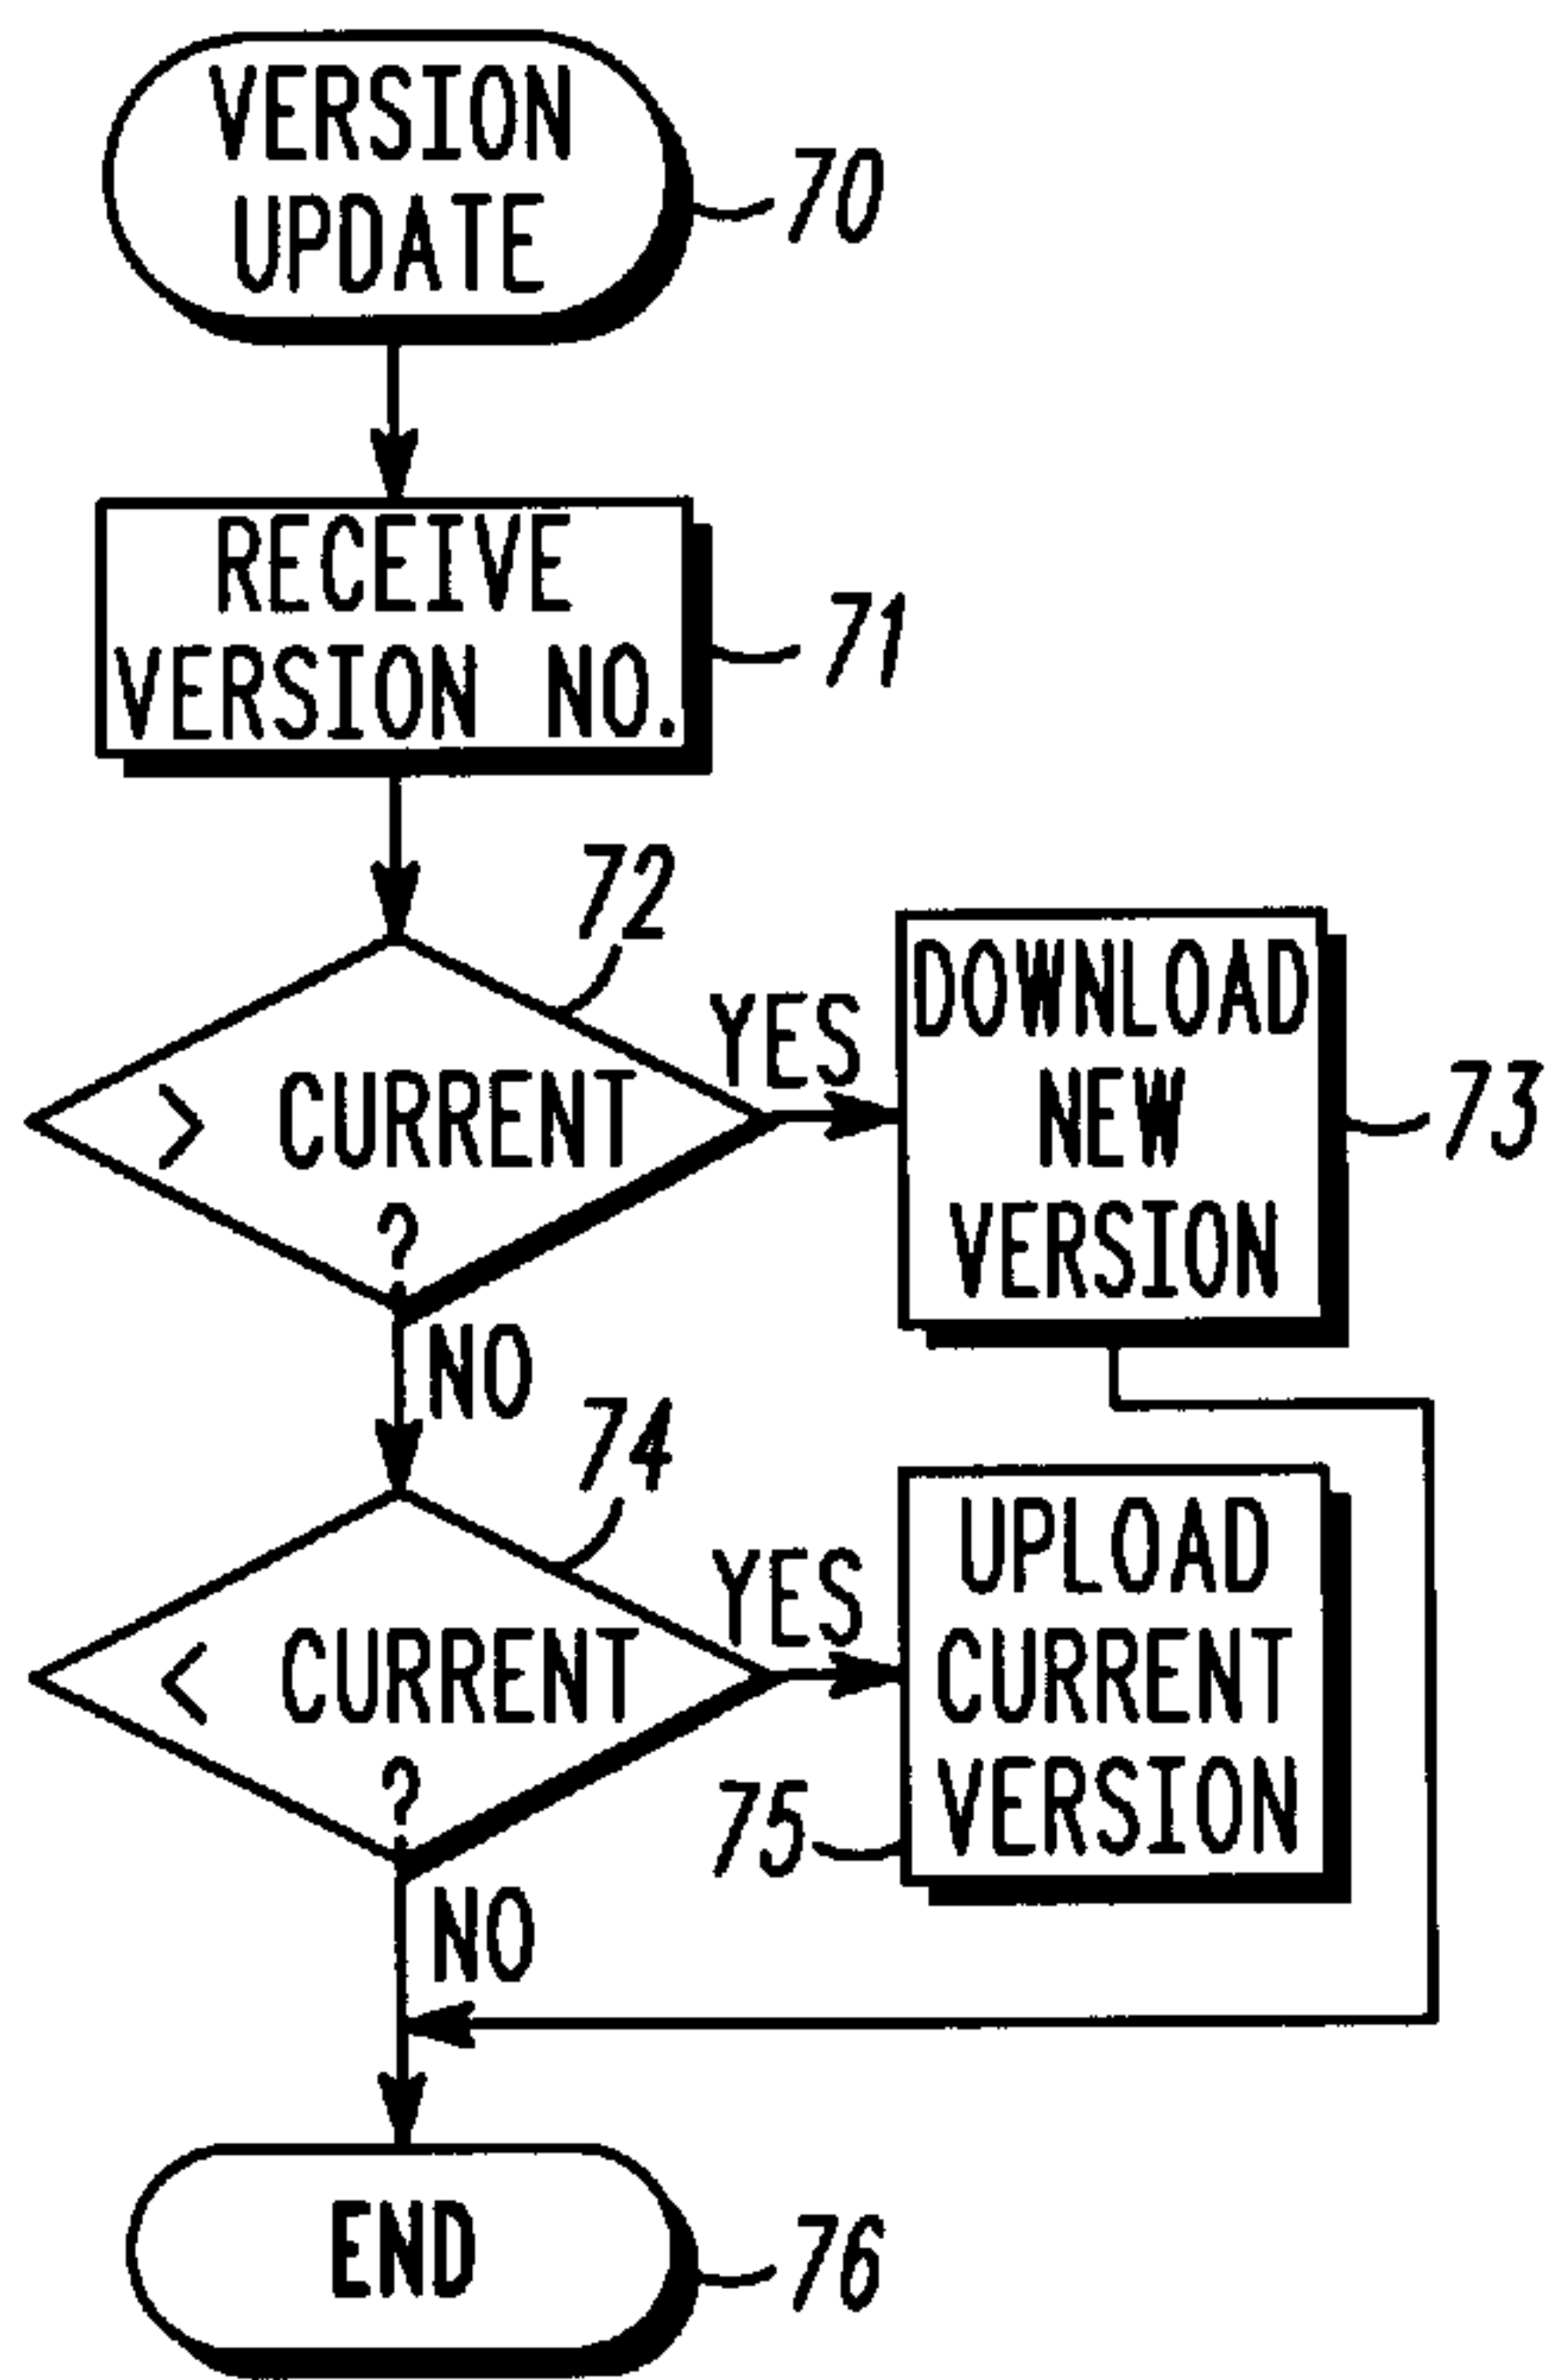 VERSION
UPDATE
70
RECEIVE
VERSION NO.
71
72
> CURRENT
?
YES
NO
DOWNLOAD
NEW
VERSION
73
74
< CURRENT
?
YES
NO
UPLOAD
CURRENT
VERSION
75
END
76